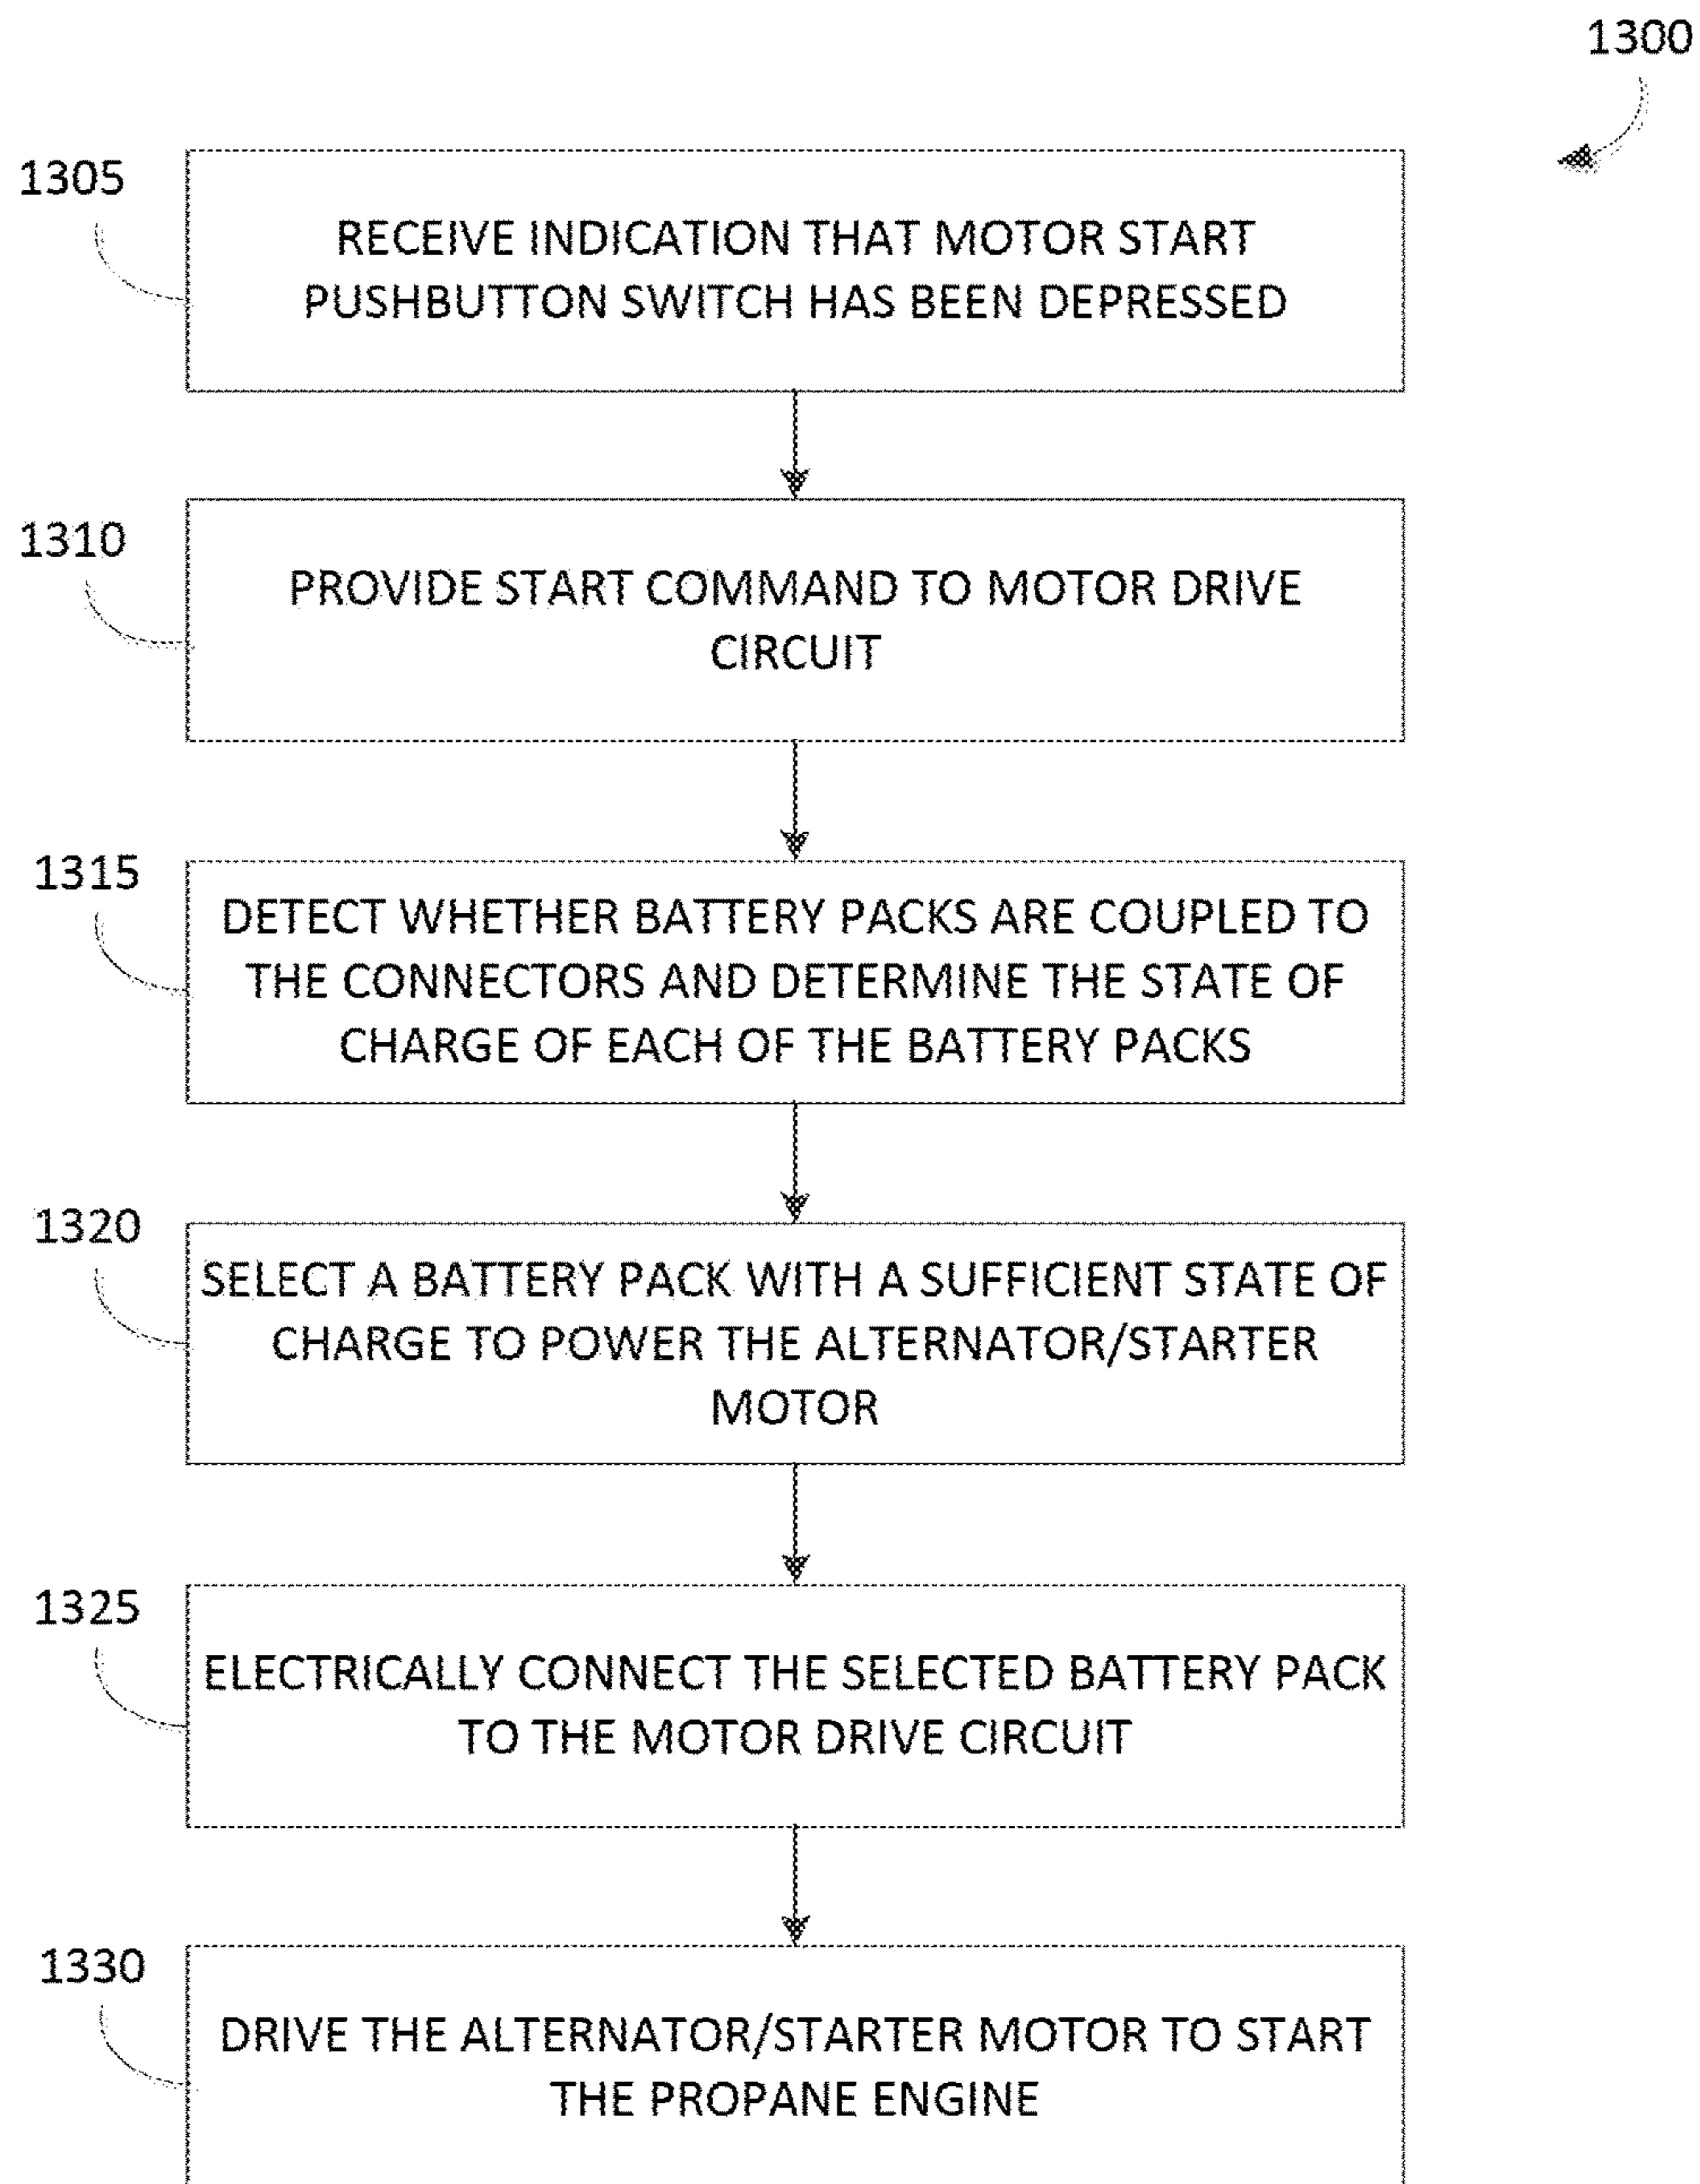 1300
1305
RECEIVE INDICATION THAT MOTOR START
PUSHBUTTON SWITCH HAS BEEN DEPRESSED
1310
PROVIDE START COMMAND TO MOTOR DRIVE
CIRCUIT
1315
DETECT WHETHER BATTERY PACKS ARE COUPLED TO
THE CONNECTORS AND DETERMINE THE STATE OF
CHARGE OF EACH OF THE BATTERY PACKS
1320
SELECT A BATTERY PACK WITH A SUFFICIENT STATE OF
CHARGE TO POWER THE ALTERNATOR/STARTER
MOTOR
1325
ELECTRICALLY CONNECT THE SELECTED BATTERY PACK
TO THE MOTOR DRIVE CIRCUIT
1330
DRIVE THE ALTERNATOR/STARTER MOTOR TO START
THE PROPANE ENGINE